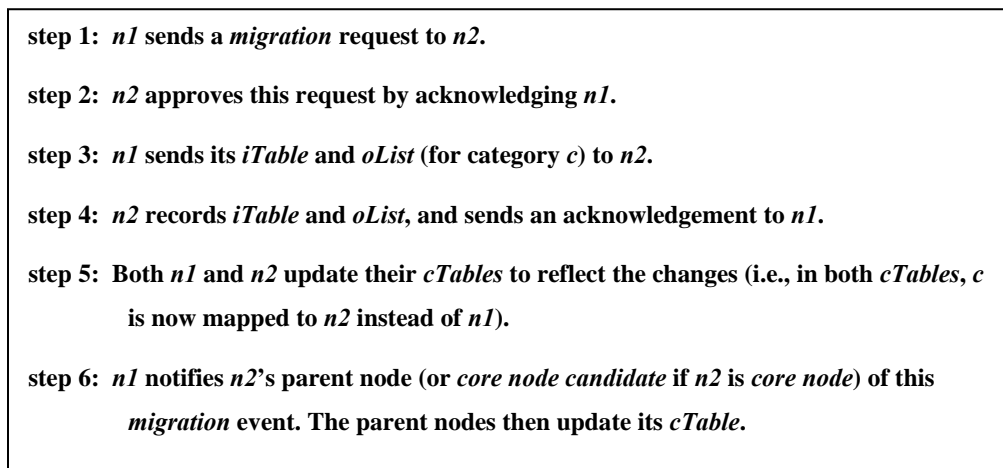 step 1: n1 sends a migration request to n2.
step 2: n2 approves this request by acknowledging n1.
step 3: n1 sends its iTable and oList (for category c) to n2.
step 4: n2 records iTable and oList, and sends an acknowledgement to n1.
step 5: Both n1 and n2 update their cTables to reflect the changes (i.e., in both cTables, c
is now mapped to n2 instead of n1).
step 6: n1 notifies n2's parent node (or core node candidate if n2 is core node) of this
migration event. The parent nodes then update its cTable.